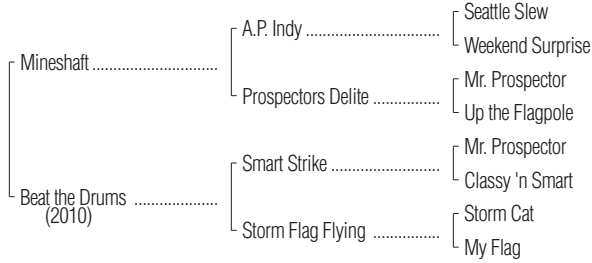 Seattle Slew
A.P. Indy ........................
Weekend Surprise
Mineshaft .............................
Mr. Prospector
Prospectors Delite ................
Up the Flagpole
Mr. Prospector
Smart Strike .........................
Classy 'n Smart
Beat the Drums ...................
(2010)
Storm Cat
Storm Flag Flying ................
My Flag